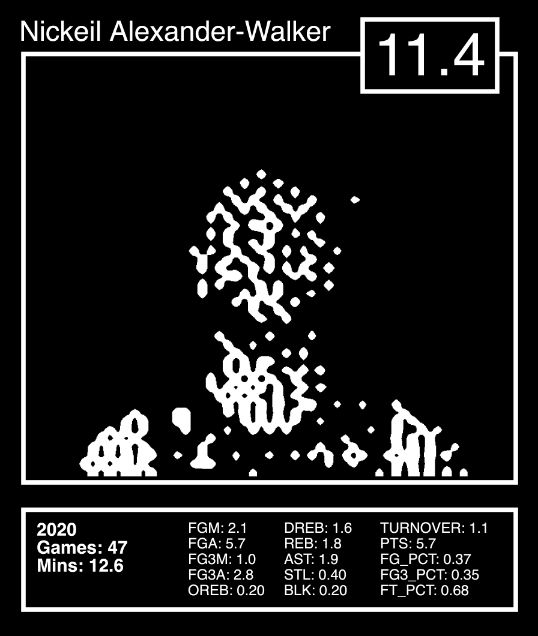 Nickeil Alexander-Walker
11.4
2020
Games: 47
Mins: 12.6
FGM: 2.1
FGA: 5.7
FG3M: 1.0
FG3A: 2.8
OREB: 0.20
DREB: 1.6
REB: 1.8
AST: 1.9
STL: 0.40
BLK: 0.20
TURNOVER: 1.1
PTS: 5.7
FG_PCT: 0.37
FG3_PCT: 0.35
FT_PCT: 0.68